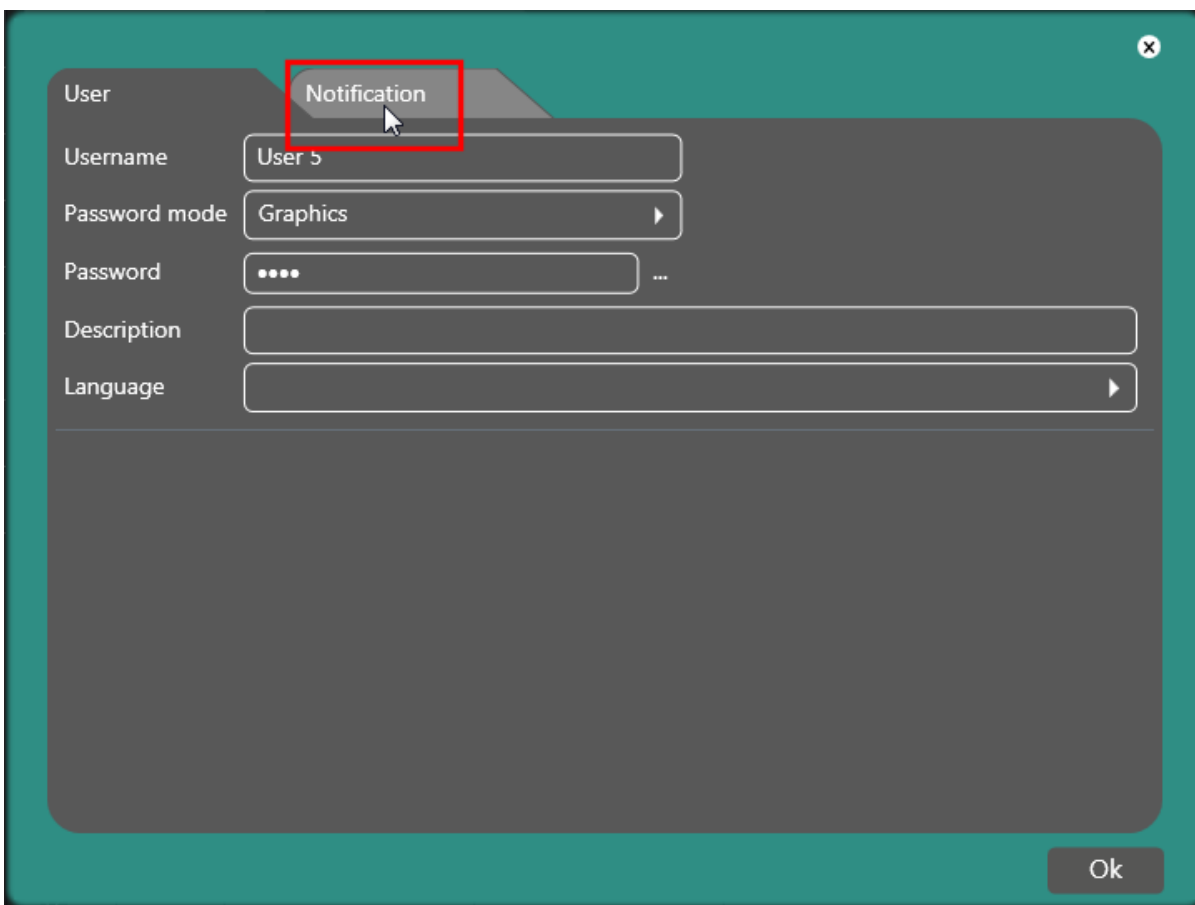 User Notification
Username User 5
Password mode Graphics
Password •••• ...
Description
Language
Ok